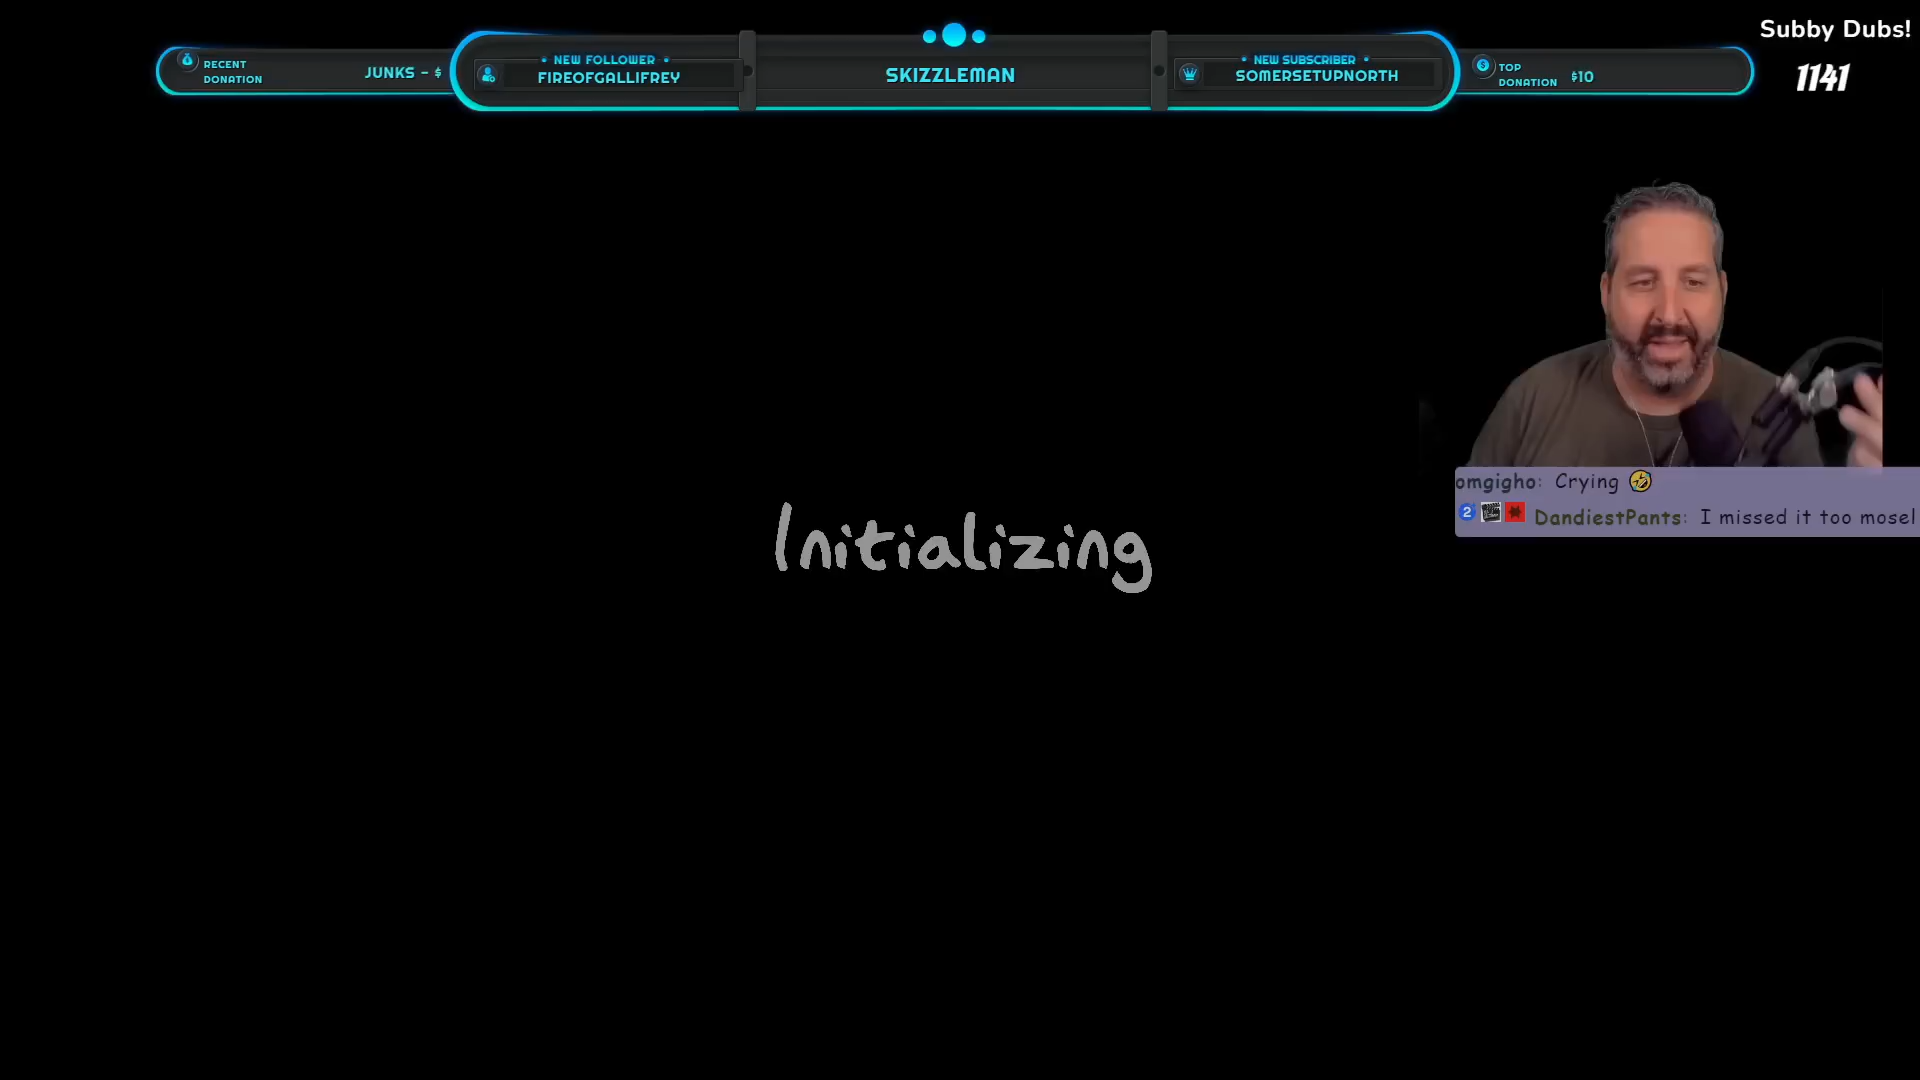 Subby Dubs!
1141
RECENT
DONATION
JUNKS - $
NEW FOLLOWER
FIREOFGALLIFREY
SKIZZLEMAN
NEW SUBSCRIBER
SOMERSETUPNORTH
TOP
DONATION
$10
omgigho: Crying 🤣
2 DandiestPants: I missed it too mosel
Initializing